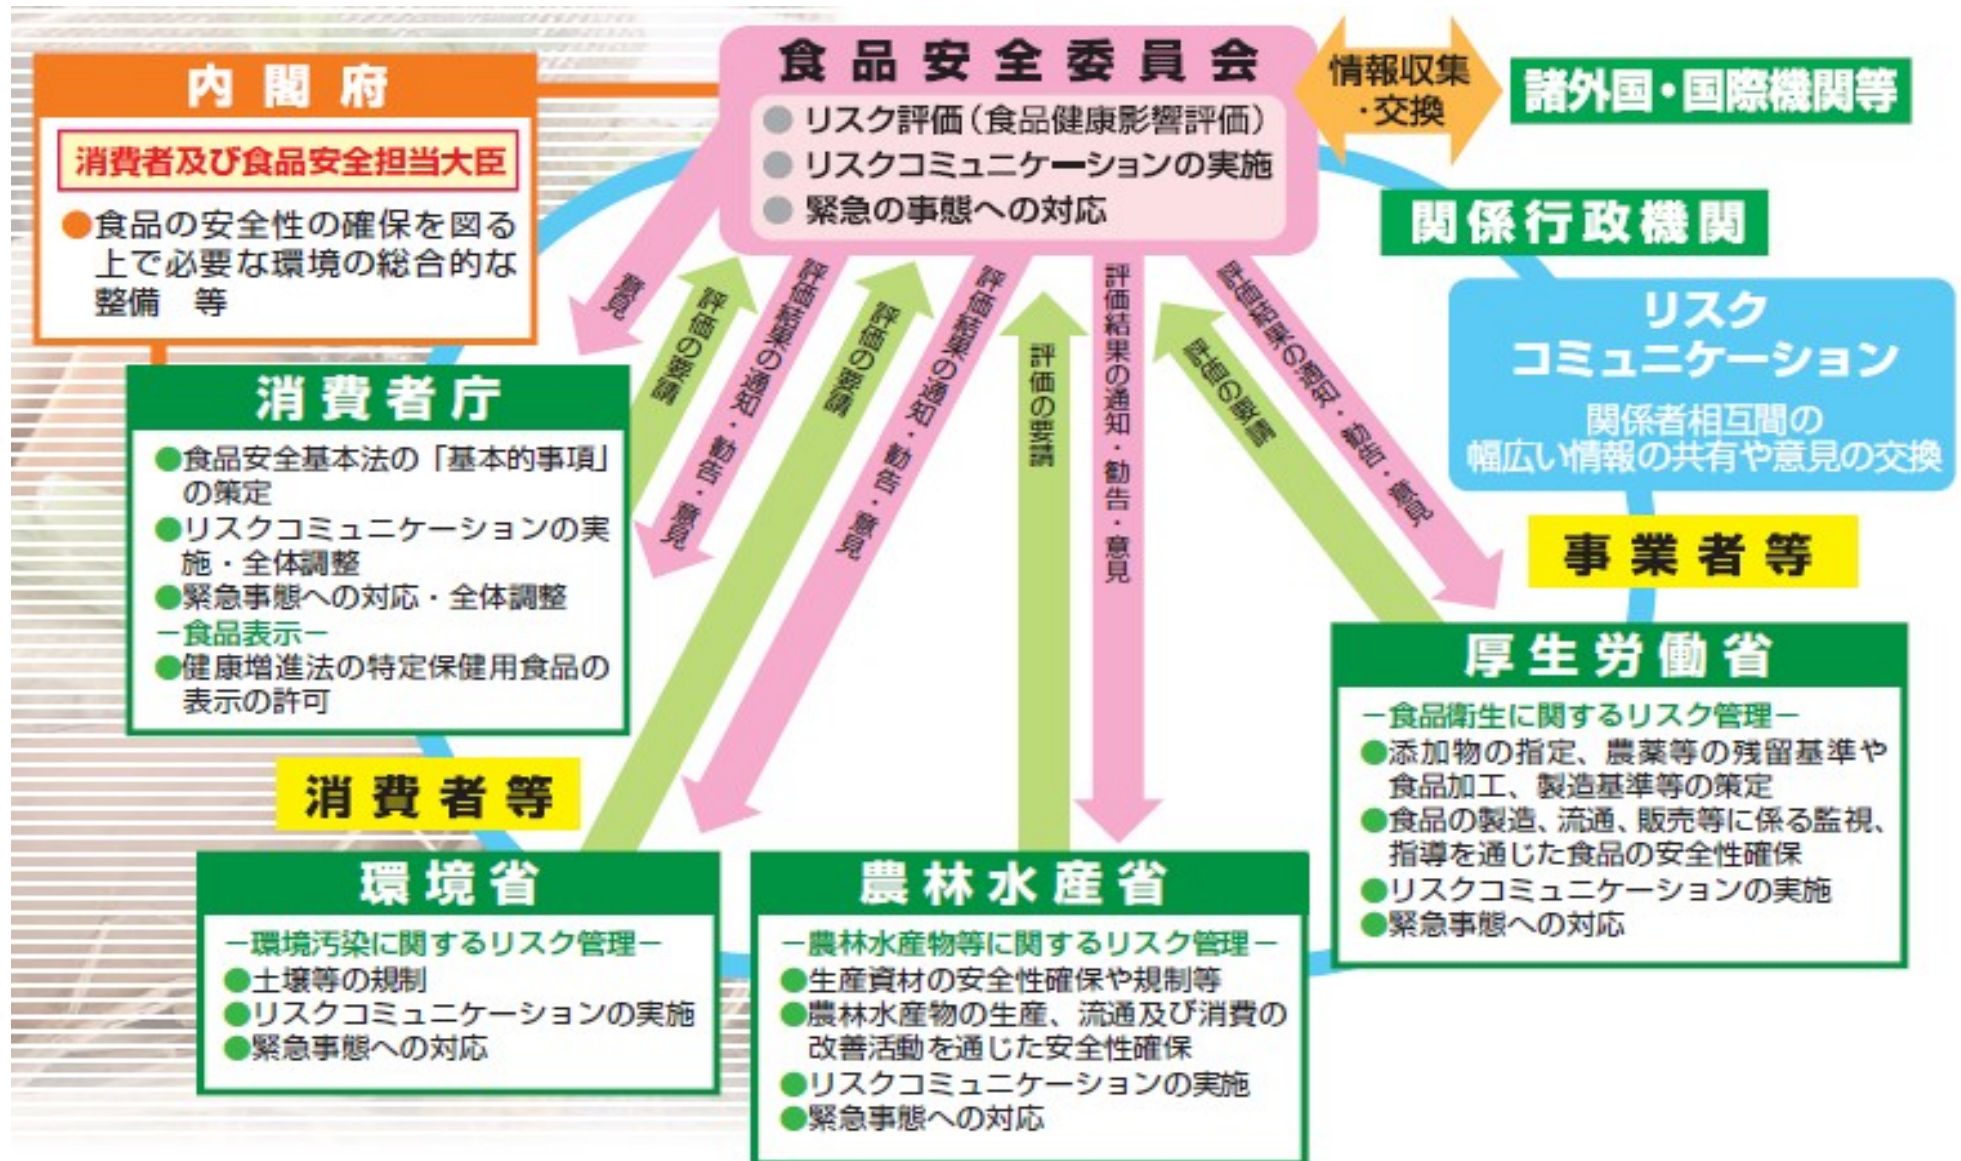 食品安全委員会
● リスク評価（食品健康影響評価）
● リスクコミュニケーションの実施
● 緊急の事態への対応
情報収集
・交換
諸外国・国際機関等
内閣府
消費者及び食品安全担当大臣
●食品の安全性の確保を図る
上で必要な環境の総合的な
整備　等
関係行政機関
リスク
コミュニケーション
関係者相互間の
幅広い情報の共有や意見の交換
意見
評価の要請
評価結果の通知・勧告・意見
評価の要請
評価結果の通知・勧告・意見
評価の要請
評価結果の通知・勧告・意見
評価の要請
評価結果の通知・勧告・意見
消費者庁
●食品安全基本法の「基本的事項」
の策定
●リスクコミュニケーションの実
施・全体調整
●緊急事態への対応・全体調整
－食品表示－
●健康増進法の特定保健用食品の
表示の許可
事業者等
厚生労働省
－食品衛生に関するリスク管理－
●添加物の指定、農薬等の残留基準や
食品加工、製造基準等の策定
●食品の製造、流通、販売等に係る監視、
指導を通じた食品の安全性確保
●リスクコミュニケーションの実施
●緊急事態への対応
消費者等
環境省
－環境汚染に関するリスク管理－
●土壌等の規制
●リスクコミュニケーションの実施
●緊急事態への対応
農林水産省
－農林水産物等に関するリスク管理－
●生産資材の安全性確保や規制等
●農林水産物の生産、流通及び消費の
改善活動を通じた安全性確保
●リスクコミュニケーションの実施
●緊急事態への対応